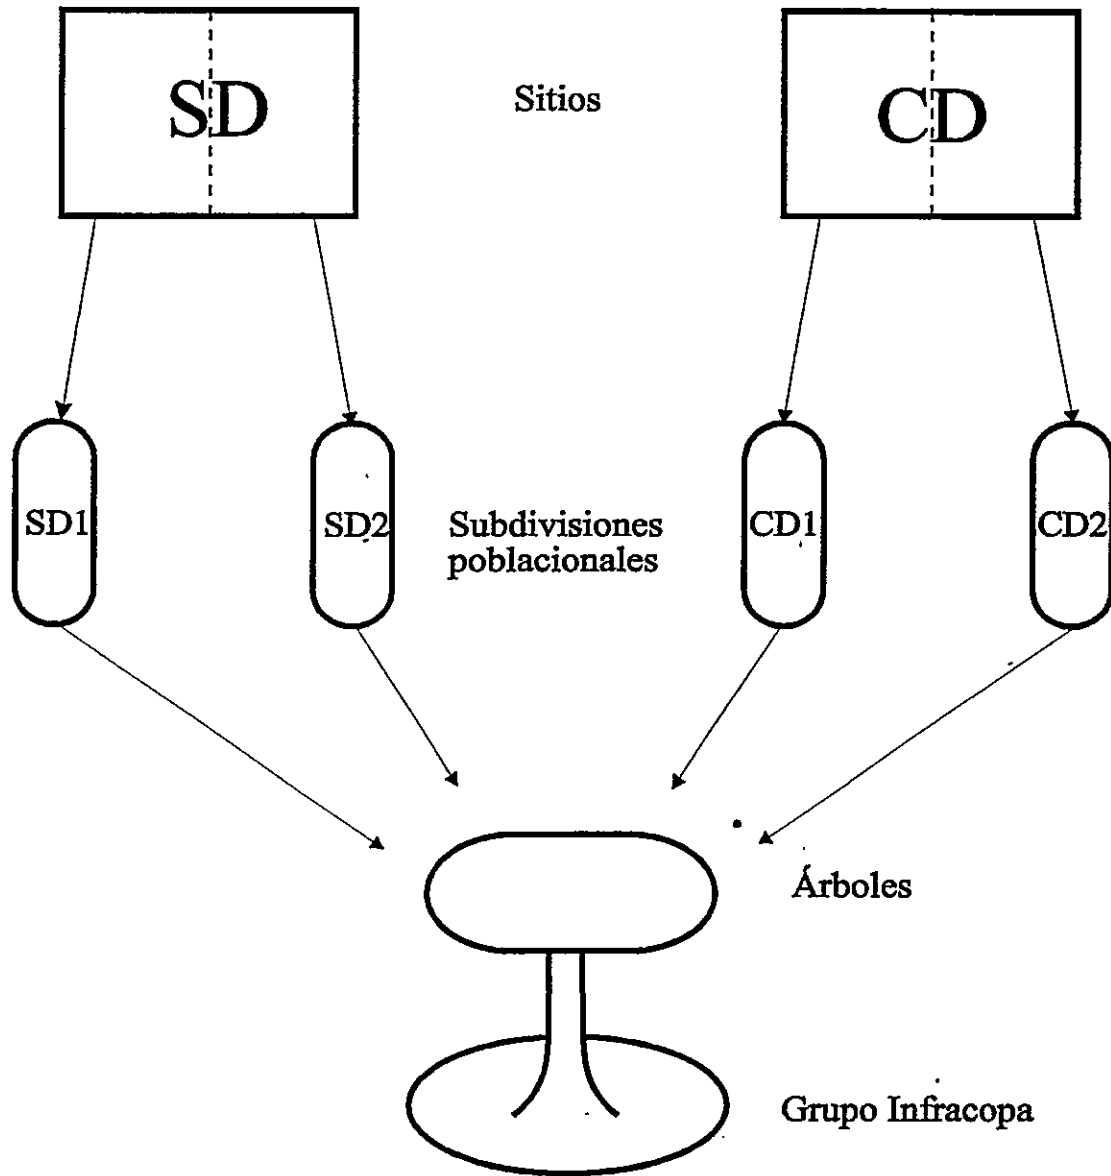 SD
Sitios
CD
SD1
SD2
Subdivisiones
poblacionales
CD1
CD2
Árboles
Grupo Infracopa